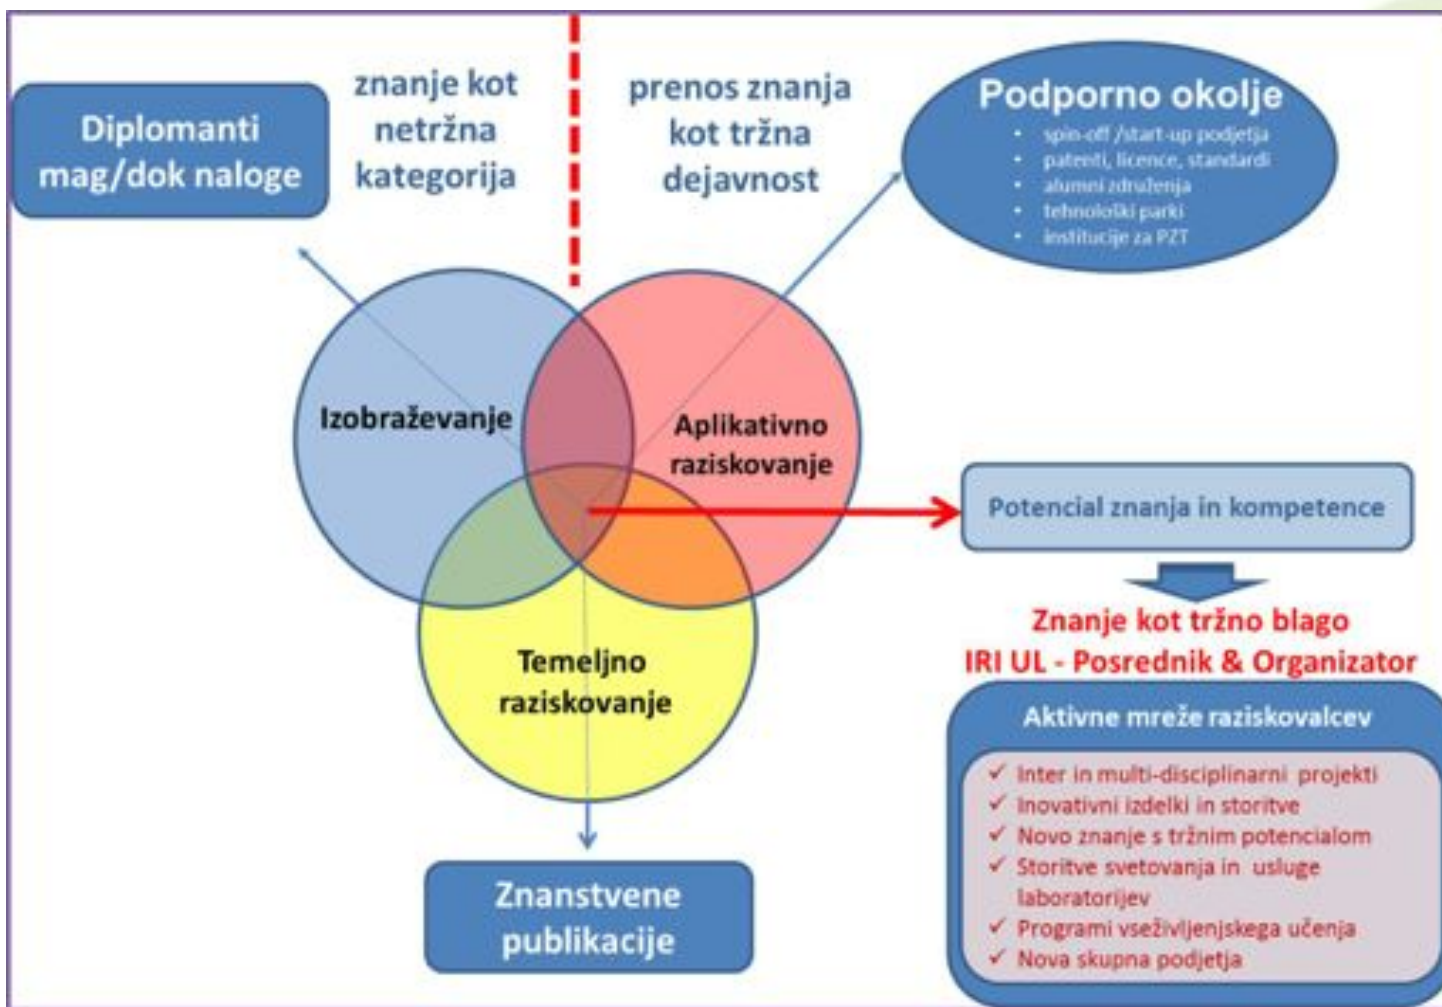 Diplomanti
mag/dok naloge
znanje kot
netržna
kategorija
prenos znanja
kot tržna
dejavnost
Podporno okolje
• spin-off /start-up podjetja
• patenti, licence, standardi
• alumni združenja
• tehnološki parki
• institucije za PZT
Izobraževanje
Aplikativno
raziskovanje
Temeljno
raziskovanje
Potencial znanja in kompetence
Znanje kot tržno blago
IRI UL - Posrednik & Organizator
Aktivne mreže raziskovalcev
✓ Inter in multi-disciplinarni projekti
✓ Inovativni izdelki in storitve
✓ Novo znanje s tržnim potencialom
✓ Storitve svetovanja in usluge
laboratorijev
✓ Programi vseživljenjskega učenja
✓ Nova skupna podjetja
Znanstvene
publikacije